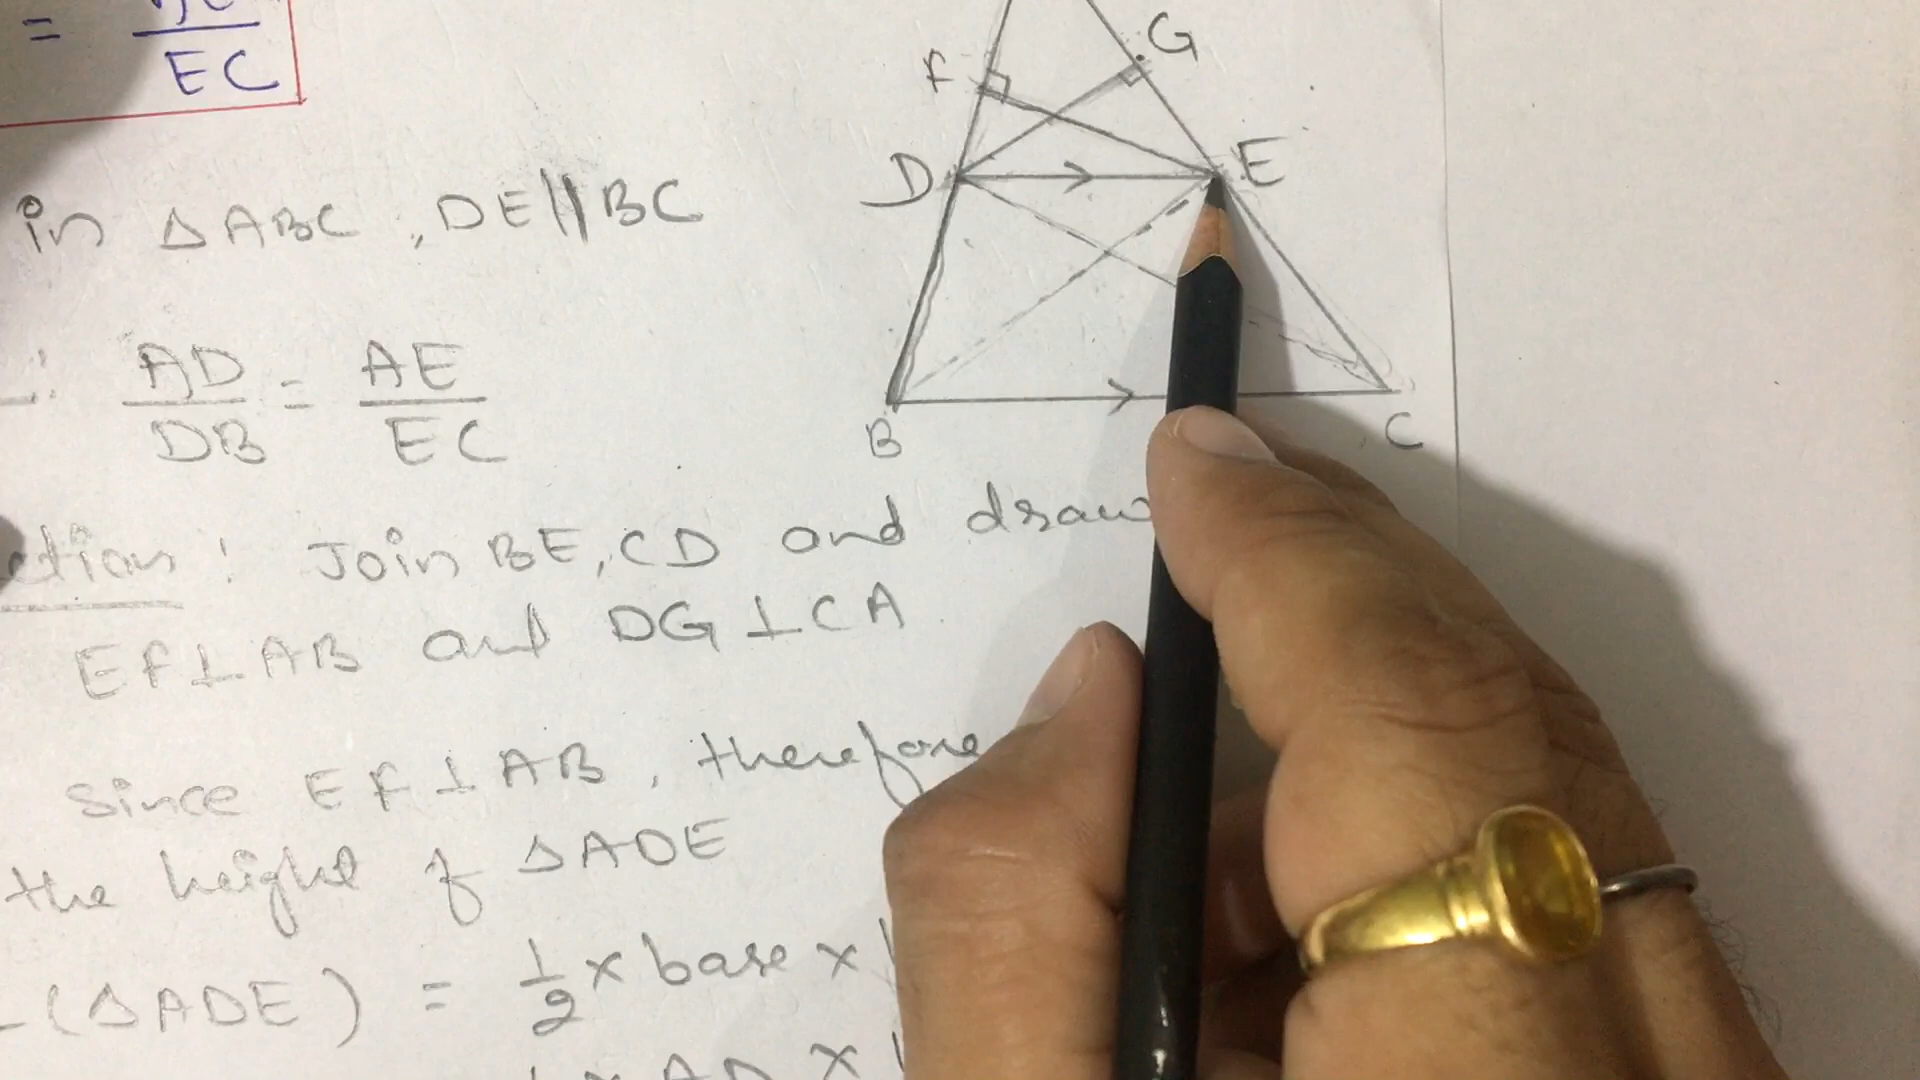 = 
EC
F
G
D
E
in △ABC , DE||BC
AD/DB = AE/EC
B
C
: Join BE, CD and draw
EF⊥AB and DG⊥CA
Since EF⊥AB, therefore
the height of △ADE
(△ADE) = 1/2 × base ×
× AD ×